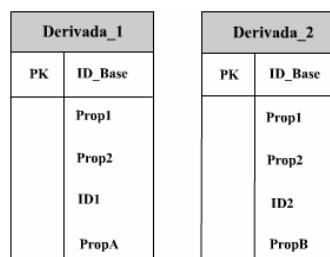 Derivada_1
PK ID_Base
Prop1
Prop2
ID1
PropA
Derivada_2
PK ID_Base
Prop1
Prop2
ID2
PropB